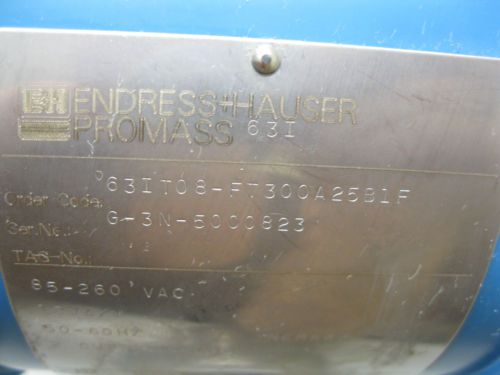 E+H ENDRESS+HAUSER
PROMASS 63I
Order Code: 63IT08-FT300A25B1F
Ser.No.: G-3N-5000823
TAG-No.:
85-260 VAC
50-60Hz